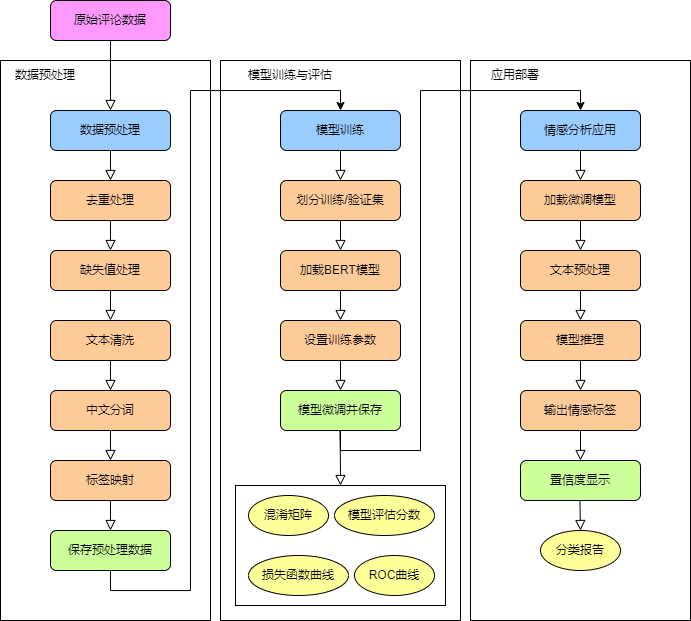 原始评论数据
数据预处理
数据预处理
去重处理
缺失值处理
文本清洗
中文分词
标签映射
保存预处理数据
模型训练与评估
模型训练
划分训练/验证集
加载BERT模型
设置训练参数
模型微调并保存
混淆矩阵
模型评估分数
损失函数曲线
ROC曲线
应用部署
情感分析应用
加载微调模型
文本预处理
模型推理
输出情感标签
置信度显示
分类报告